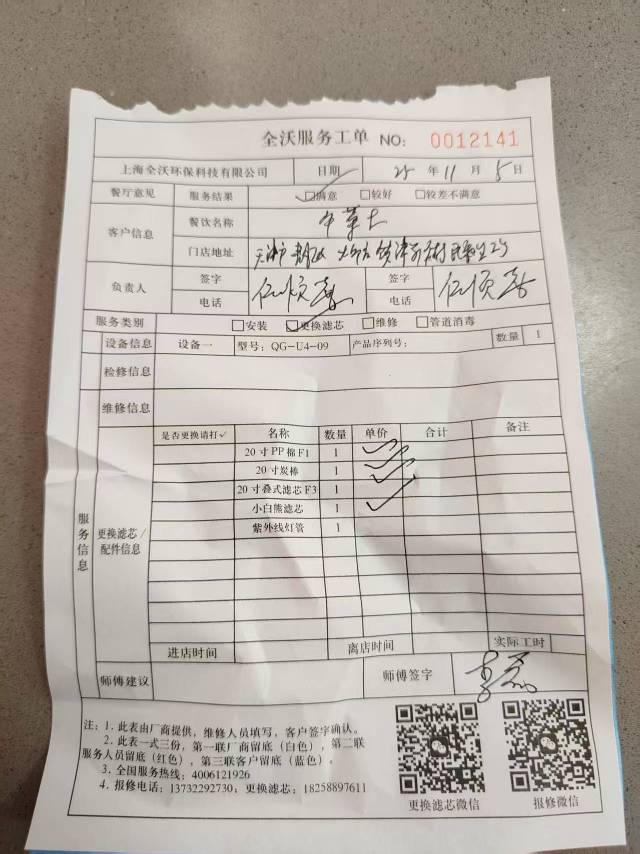 全沃服务工单 NO: 0012141
上海全沃环保科技有限公司 日期 25 年 11 月 5 日
餐厅意见 服务结果 ☑满意 □较好 □较差不满意
客户信息 餐饮名称
门店地址 天津市
负责人 签字 签字
电话 电话
服务类别 □安装 ☑更换滤芯 □维修 □管道消毒
设备信息 设备一 型号: QG-U4-09 产品序列号: 数量 1
检修信息
维修信息
服务信息
更换滤芯/配件信息
是否更换请打✓ 名称 数量 单价 合计 备注
20寸PP棉F1 1 ✓
20寸炭棒 1 ✓
20寸叠式滤芯F3 1 ✓
小白熊滤芯 1 ✓
紫外线灯管 1
进店时间 离店时间 实际工时
师傅建议 师傅签字
注: 1. 此表由厂商提供, 维修人员填写, 客户签字确认。
2. 此表一式三份, 第一联厂商留底(白色), 第二联
服务人员留底(红色), 第三联客户留底(蓝色)。
3. 全国服务热线: 4006121926
4. 报修电话: 13732292730; 更换滤芯: 18258897611
更换滤芯微信 报修微信